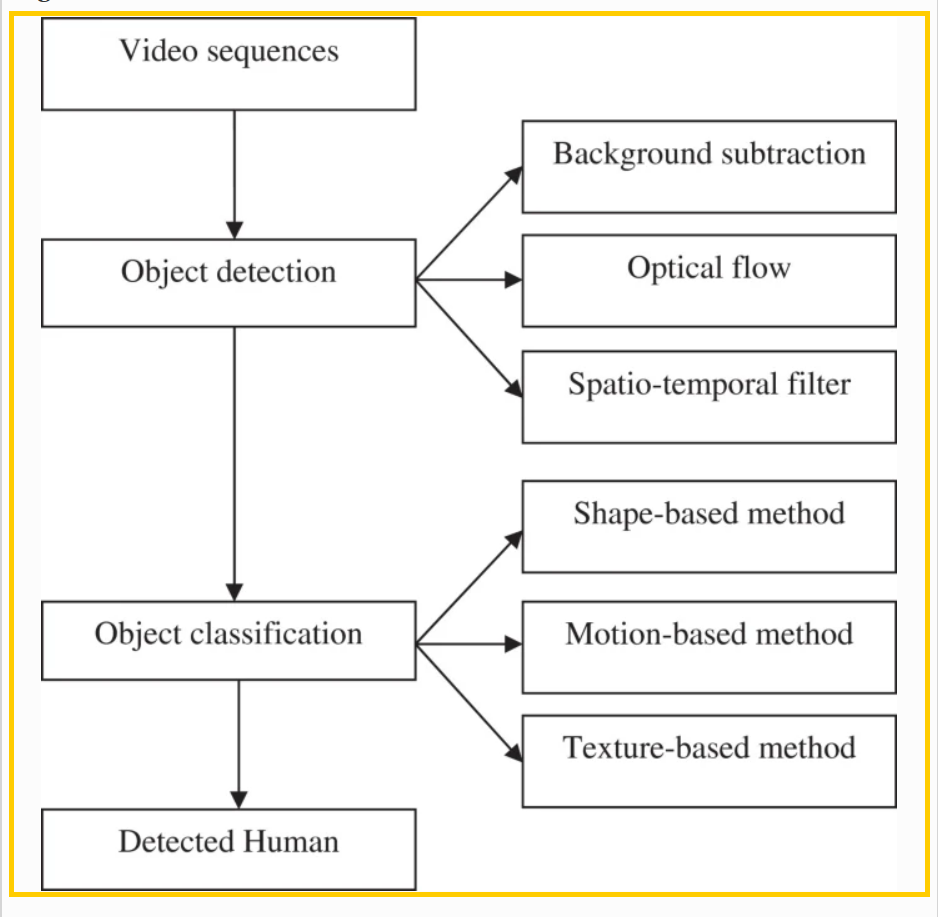 Video sequences
Background subtraction
Object detection
Optical flow
Spatio-temporal filter
Shape-based method
Object classification
Motion-based method
Texture-based method
Detected Human